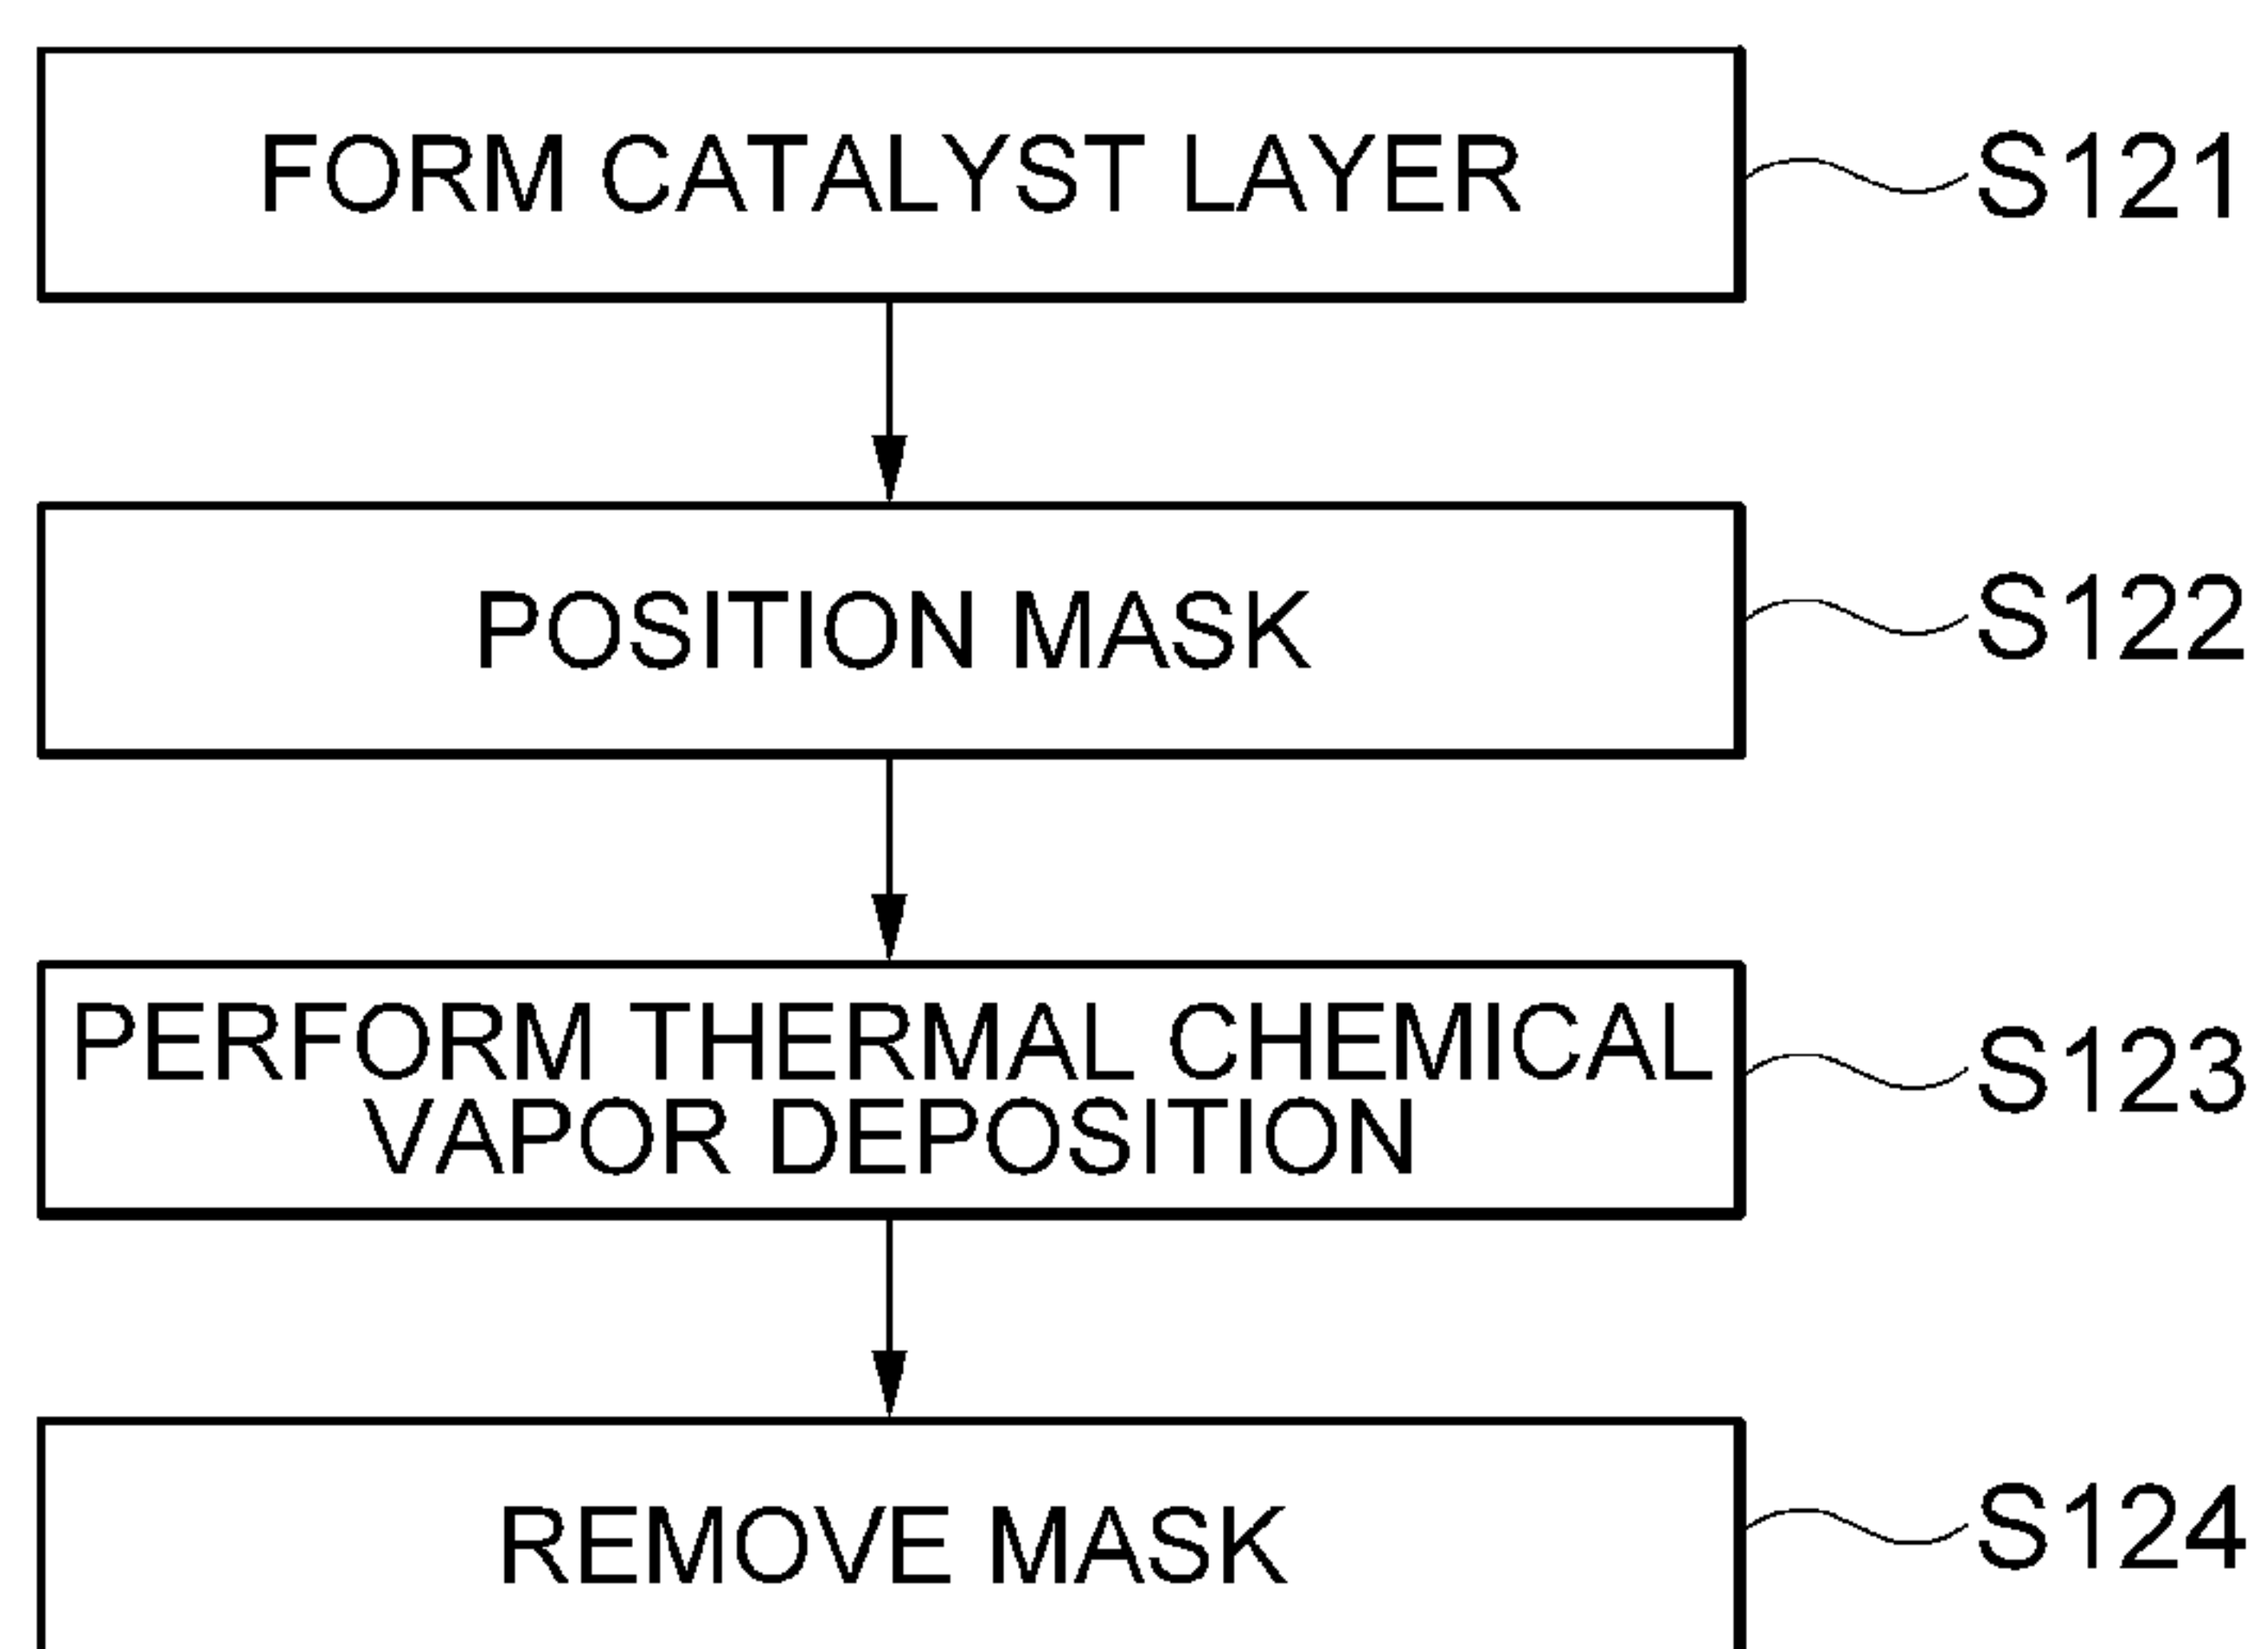 FORM CATALYST LAYER
S121
POSITION MASK
S122
PERFORM THERMAL CHEMICAL
VAPOR DEPOSITION
S123
REMOVE MASK
S124